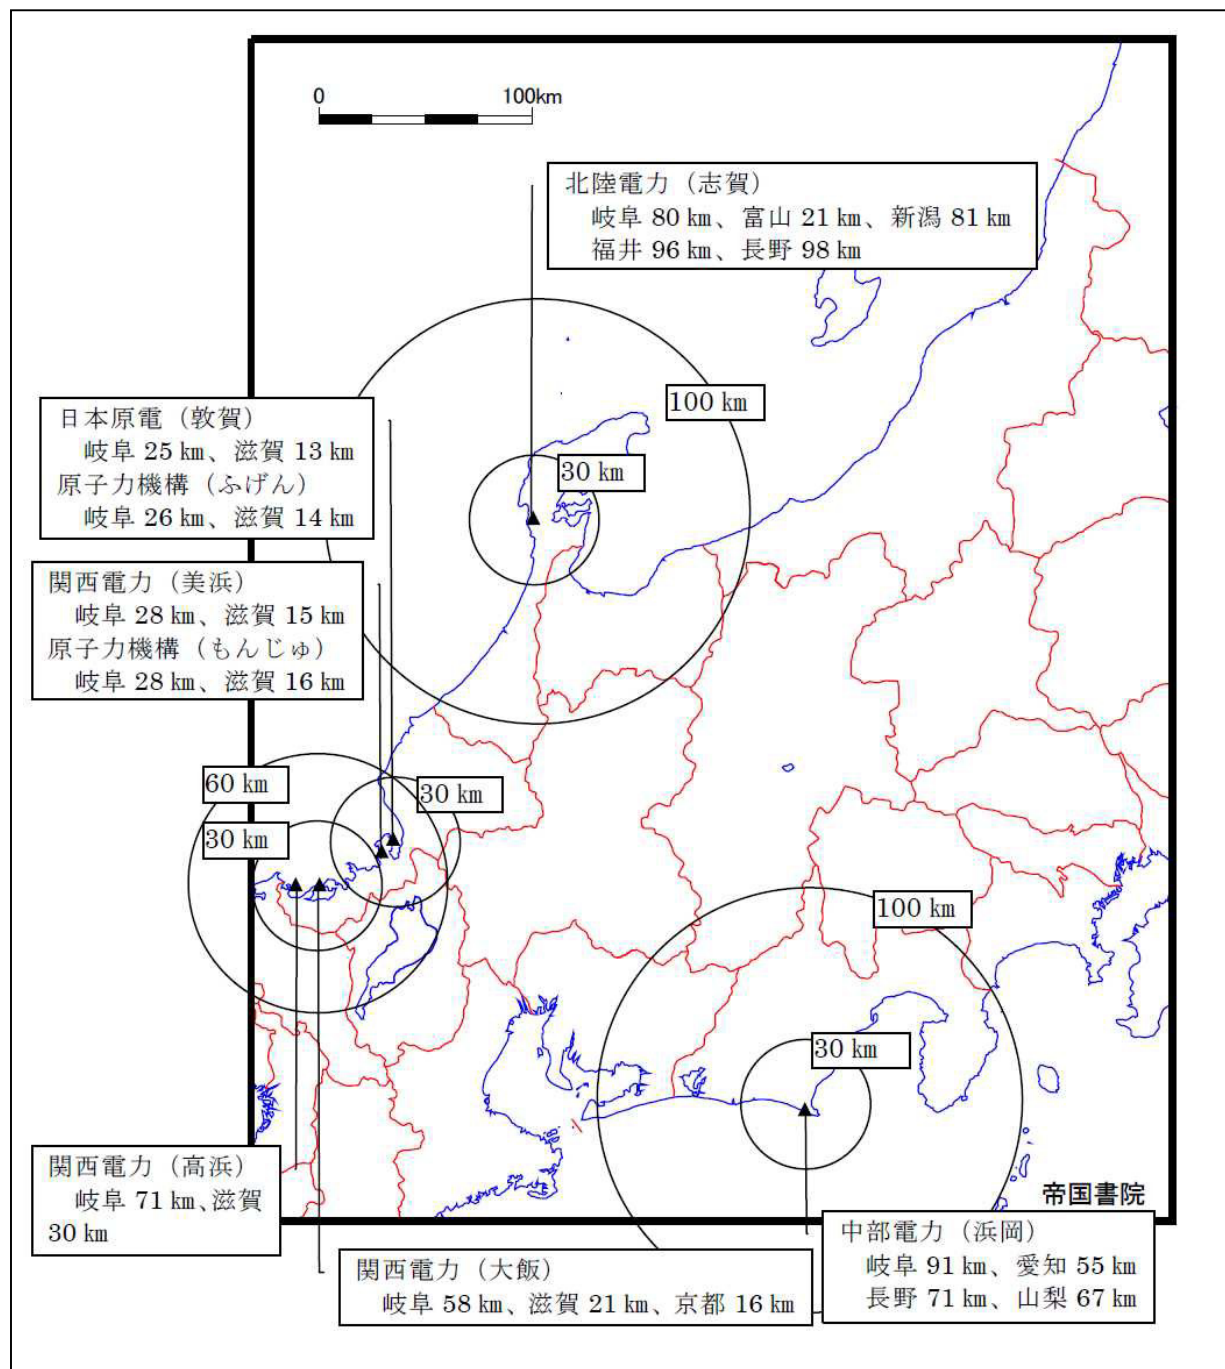 0 100km
北陸電力（志賀）
岐阜 80 ㎞、富山 21 ㎞、新潟 81 ㎞
福井 96 ㎞、長野 98 ㎞
100 ㎞
30 ㎞
日本原電（敦賀）
岐阜 25 ㎞、滋賀 13 ㎞
原子力機構（ふげん）
岐阜 26 ㎞、滋賀 14 ㎞
関西電力（美浜）
岐阜 28 ㎞、滋賀 15 ㎞
原子力機構（もんじゅ）
岐阜 28 ㎞、滋賀 16 ㎞
60 ㎞
30 ㎞
30 ㎞
100 ㎞
30 ㎞
関西電力（高浜）
岐阜 71 ㎞、滋賀
30 ㎞
帝国書院
関西電力（大飯）
岐阜 58 ㎞、滋賀 21 ㎞、京都 16 ㎞
中部電力（浜岡）
岐阜 91 ㎞、愛知 55 ㎞
長野 71 ㎞、山梨 67 ㎞